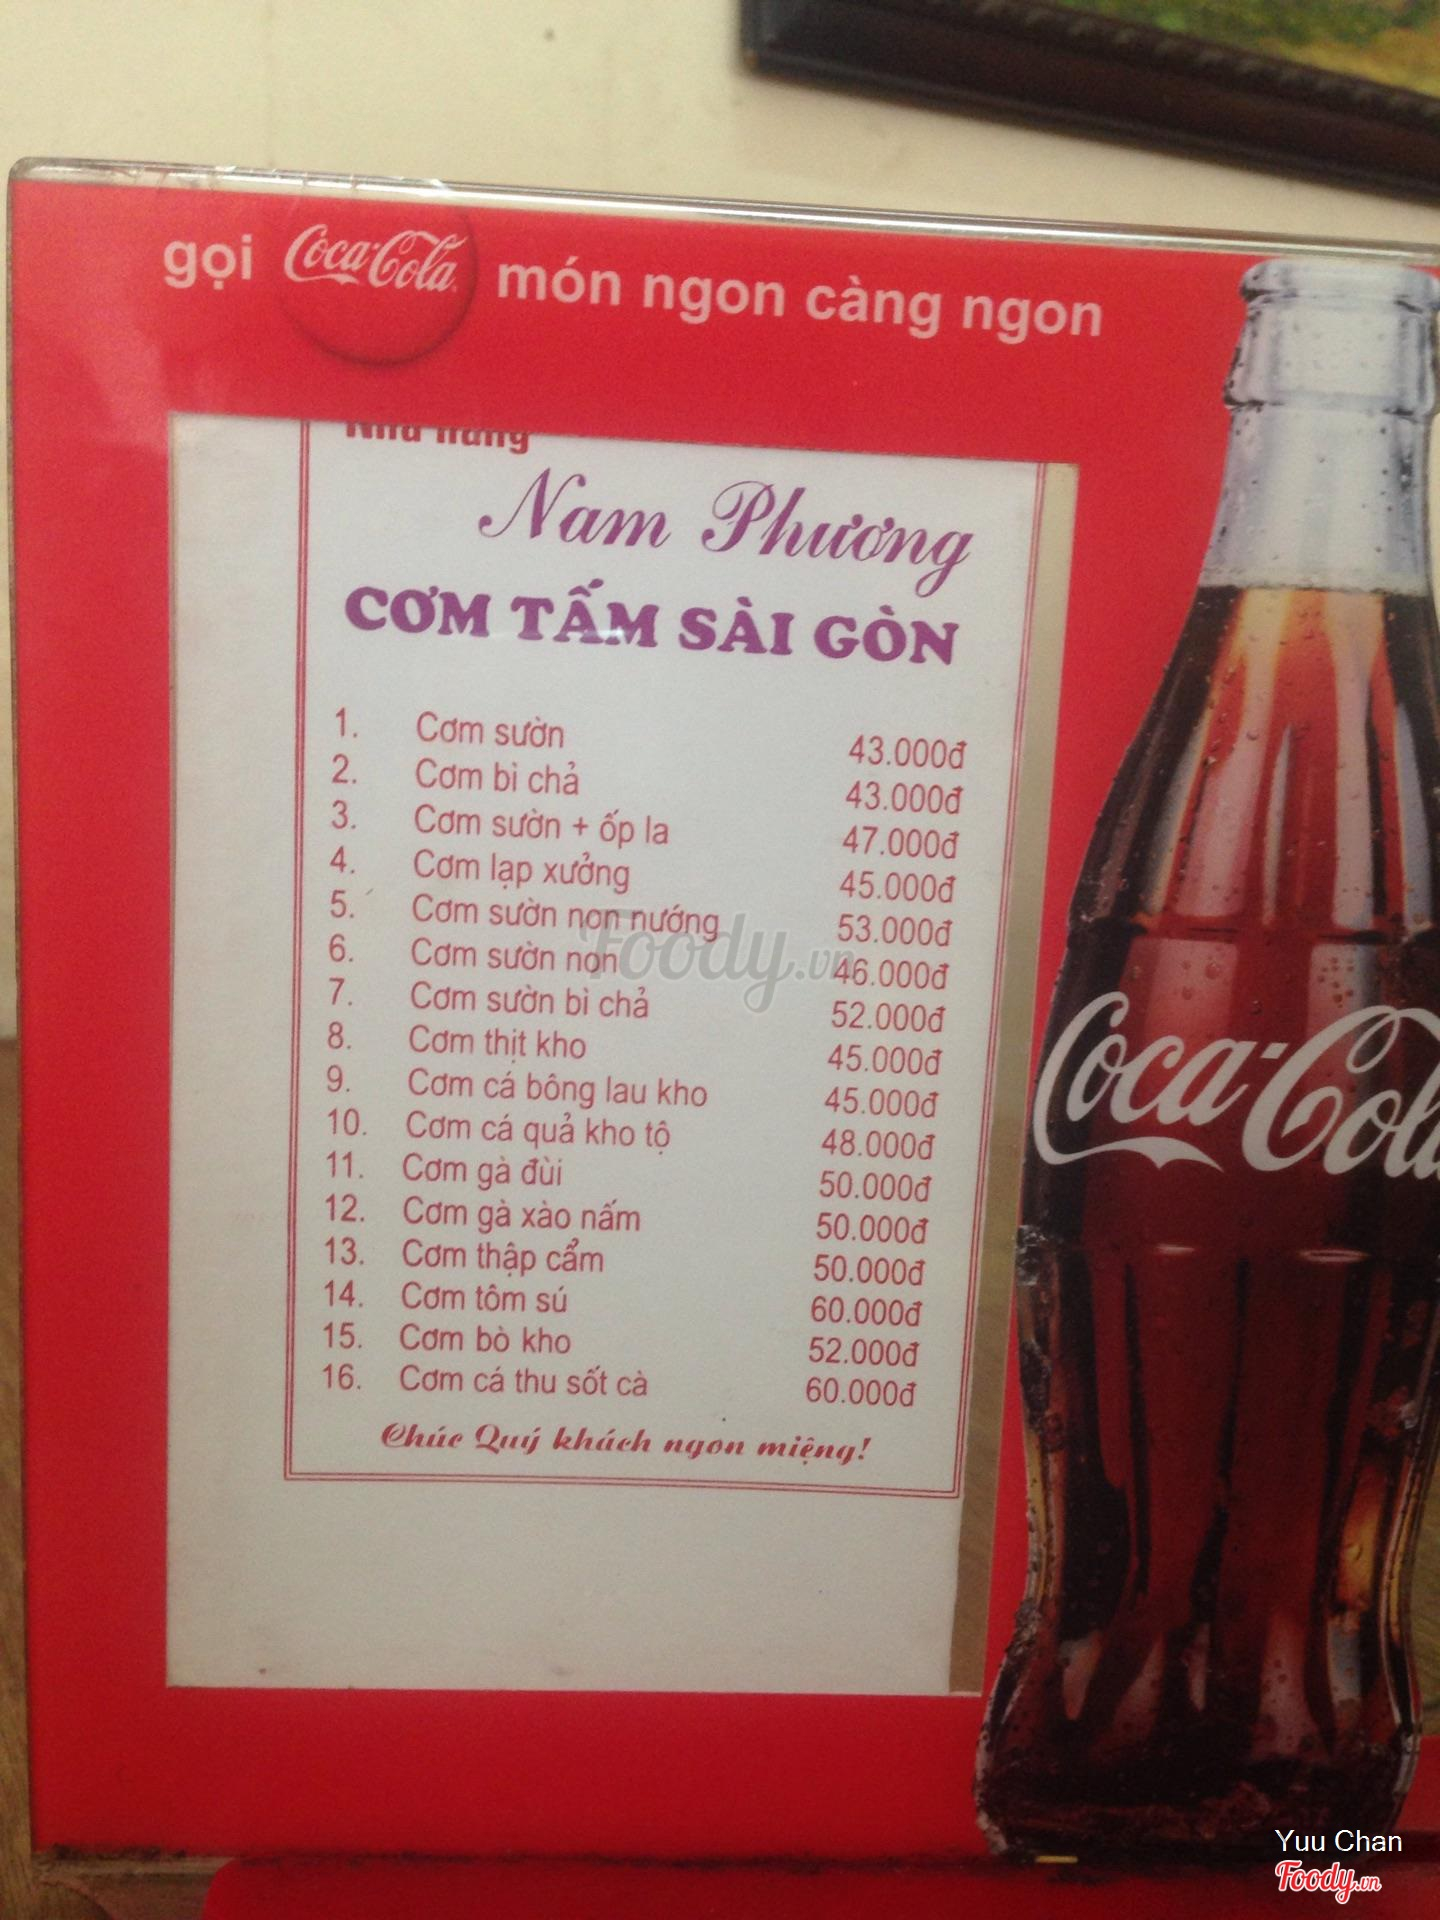 gọi Coca-Cola món ngon càng ngon
Nhà hàng
Nam Phương
CƠM TẤM SÀI GÒN
1. Cơm sườn 43.000đ
2. Cơm bì chả 43.000đ
3. Cơm sườn + ốp la 47.000đ
4. Cơm lạp xưởng 45.000đ
5. Cơm sườn non nướng 53.000đ
6. Cơm sườn non 46.000đ
7. Cơm sườn bì chả 52.000đ
8. Cơm thịt kho 45.000đ
9. Cơm cá bông lau kho 45.000đ
10. Cơm cá quả kho tộ 48.000đ
11. Cơm gà đùi 50.000đ
12. Cơm gà xào nấm 50.000đ
13. Cơm thập cẩm 50.000đ
14. Cơm tôm sú 60.000đ
15. Cơm bò kho 52.000đ
16. Cơm cá thu sốt cà 60.000đ
Chúc Quý khách ngon miệng!
Foody.vn
Coca-Cola
Yuu Chan
Foody.vn